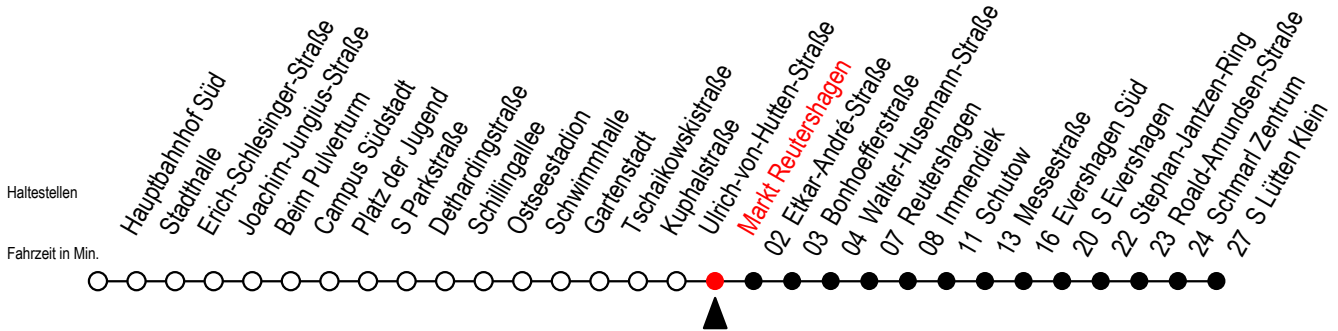 Haltestellen
Hauptbahnhof Süd
Stadthalle
Erich-Schlesinger-Straße
Joachim-Jungius-Straße
Beim Pulverturm
Campus Südstadt
Platz der Jugend
S Parkstraße
Dethardingstraße
Schillingallee
Ostseestadion
Schwimmhalle
Gartenstadt
Tschaikowskistraße
Kuphalstraße
Ulrich-von-Hutten-Straße
Markt Reutershagen
02 Etkar-André-Straße
03 Bonhoefferstraße
04 Walter-Husemann-Straße
07 Reutershagen
08 Immendiek
11 Schutow
13 Messestraße
16 Evershagen Süd
20 S Evershagen
22 Stephan-Jantzen-Ring
23 Roald-Amundsen-Straße
24 Schmarl Zentrum
27 S Lütten Klein
Fahrzeit in Min.